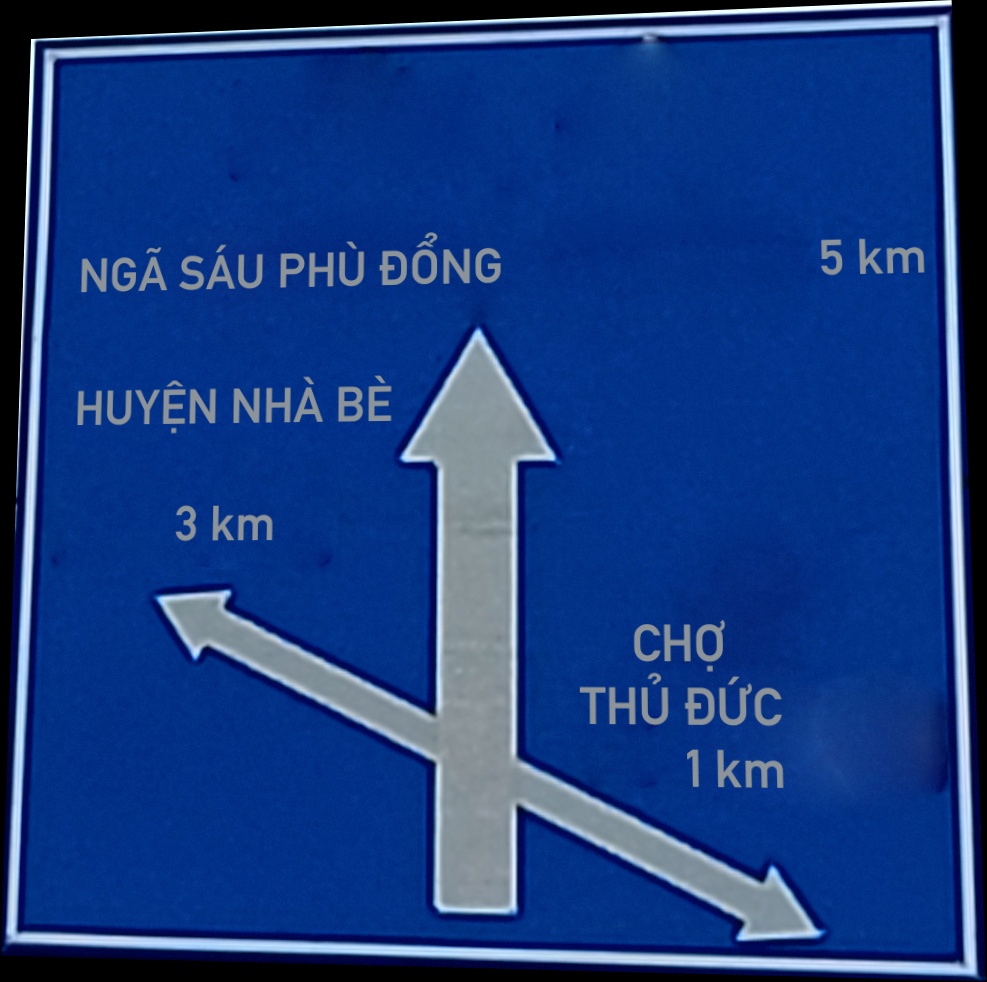 NGÃ SÁU PHÙ ĐỔNG 5 km
HUYỆN NHÀ BÈ
3 km
CHỢ
THỦ ĐỨC
1 km